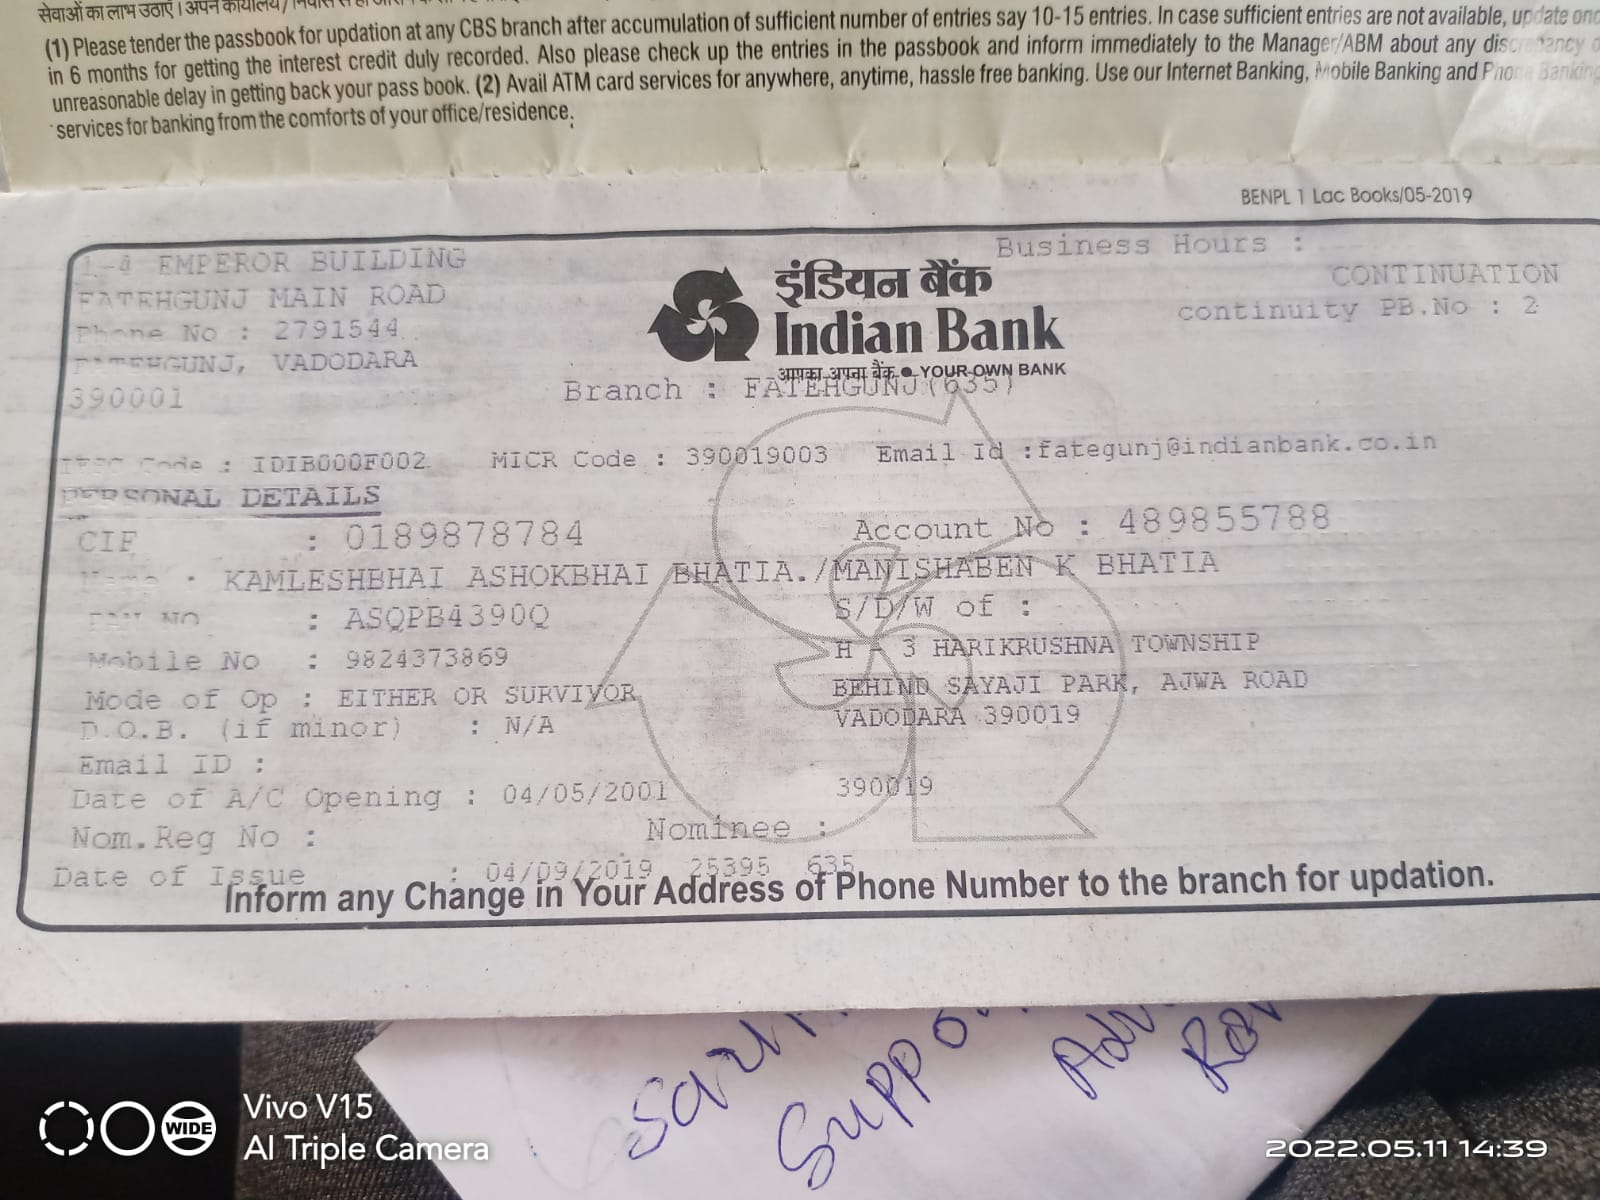 सेवाओं का लाभ उठाएं । अपने कार्यालय/
(1) Please tender the passbook for updation at any CBS branch after accumulation of sufficient number of entries say 10-15 entries. In case sufficient entries are not available, update
in 6 months for getting the interest credit duly recorded. Also please check up the entries in the passbook and inform immediately to the Manager/ABM about any discrepancy
unreasonable delay in getting back your pass book. (2) Avail ATM card services for anywhere, anytime, hassle free banking. Use our Internet Banking, Mobile Banking and Phone Banking
services for banking from the comforts of your office/residence.
BENPL 1 Lac Books/05-2019
-4 EMPEROR BUILDING
FATEHGUNJ MAIN ROAD
Phone No : 2791544
FATEHGUNJ, VADODARA
390001
इंडियन बैंक
Indian Bank
आपका अपना बैंक ● YOUR OWN BANK
Business Hours :
CONTINUATION
continuity PB.No : 2
Branch : FATEHGUNJ(635)
IFSC Code : IDIB000F002 MICR Code : 390019003 Email Id :fategunj@indianbank.co.in
PERSONAL DETAILS
CIF : 0189878784 Account No : 489855788
Name : KAMLESHBHAI ASHOKBHAI BHATIA./MANISHABEN K BHATIA
PAN NO : ASQPB4390Q S/D/W of :
Mobile No : 9824373869 H - 3 HARIKRUSHNA TOWNSHIP
Mode of Op : EITHER OR SURVIVOR BEHIND SAYAJI PARK, AJWA ROAD
D.O.B. (if minor) : N/A VADODARA 390019
Email ID :
Date of A/C Opening : 04/05/2001 390019
Nom.Reg No : Nominee :
Date of Issue : 04/09/2019 25395 635
Inform any Change in Your Address of Phone Number to the branch for updation.
Vivo V15
WIDE
AI Triple Camera
2022.05.11 14:39